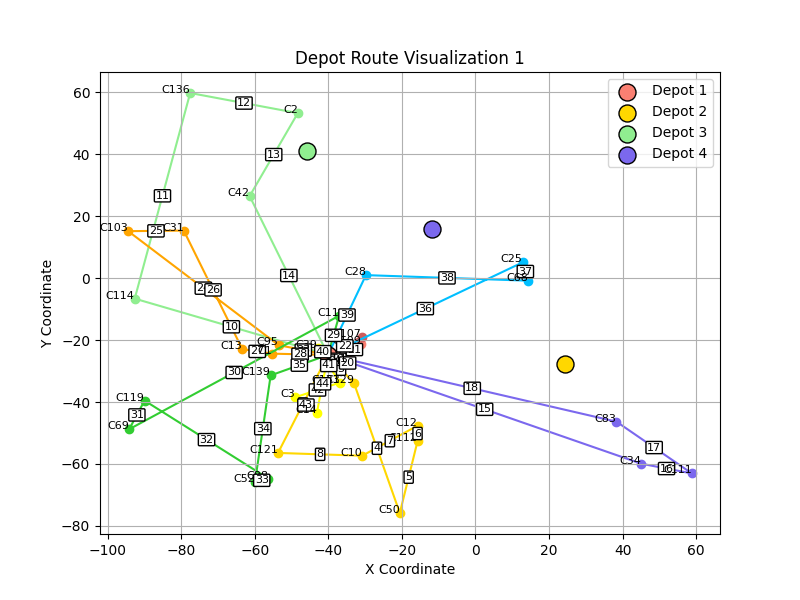 Depot Route Visualization 1
Depot 1
Depot 2
Depot 3
Depot 4
Y Coordinate
X Coordinate
60
40
20
0
−20
−40
−60
−80
−100
−80
−60
−40
−20
0
20
40
60
C136
12
C2
13
11
C42
C103
25
C31
14
C28
38
C25
37
C68
36
C114
26
10
39
29
C13
C95
28
40
22
20
41
35
30
C139
44
C3
C119
31
C69
32
34
C121
8
C10
4
7
C12
6
5
C50
33
18
15
C83
17
C34
16
C111